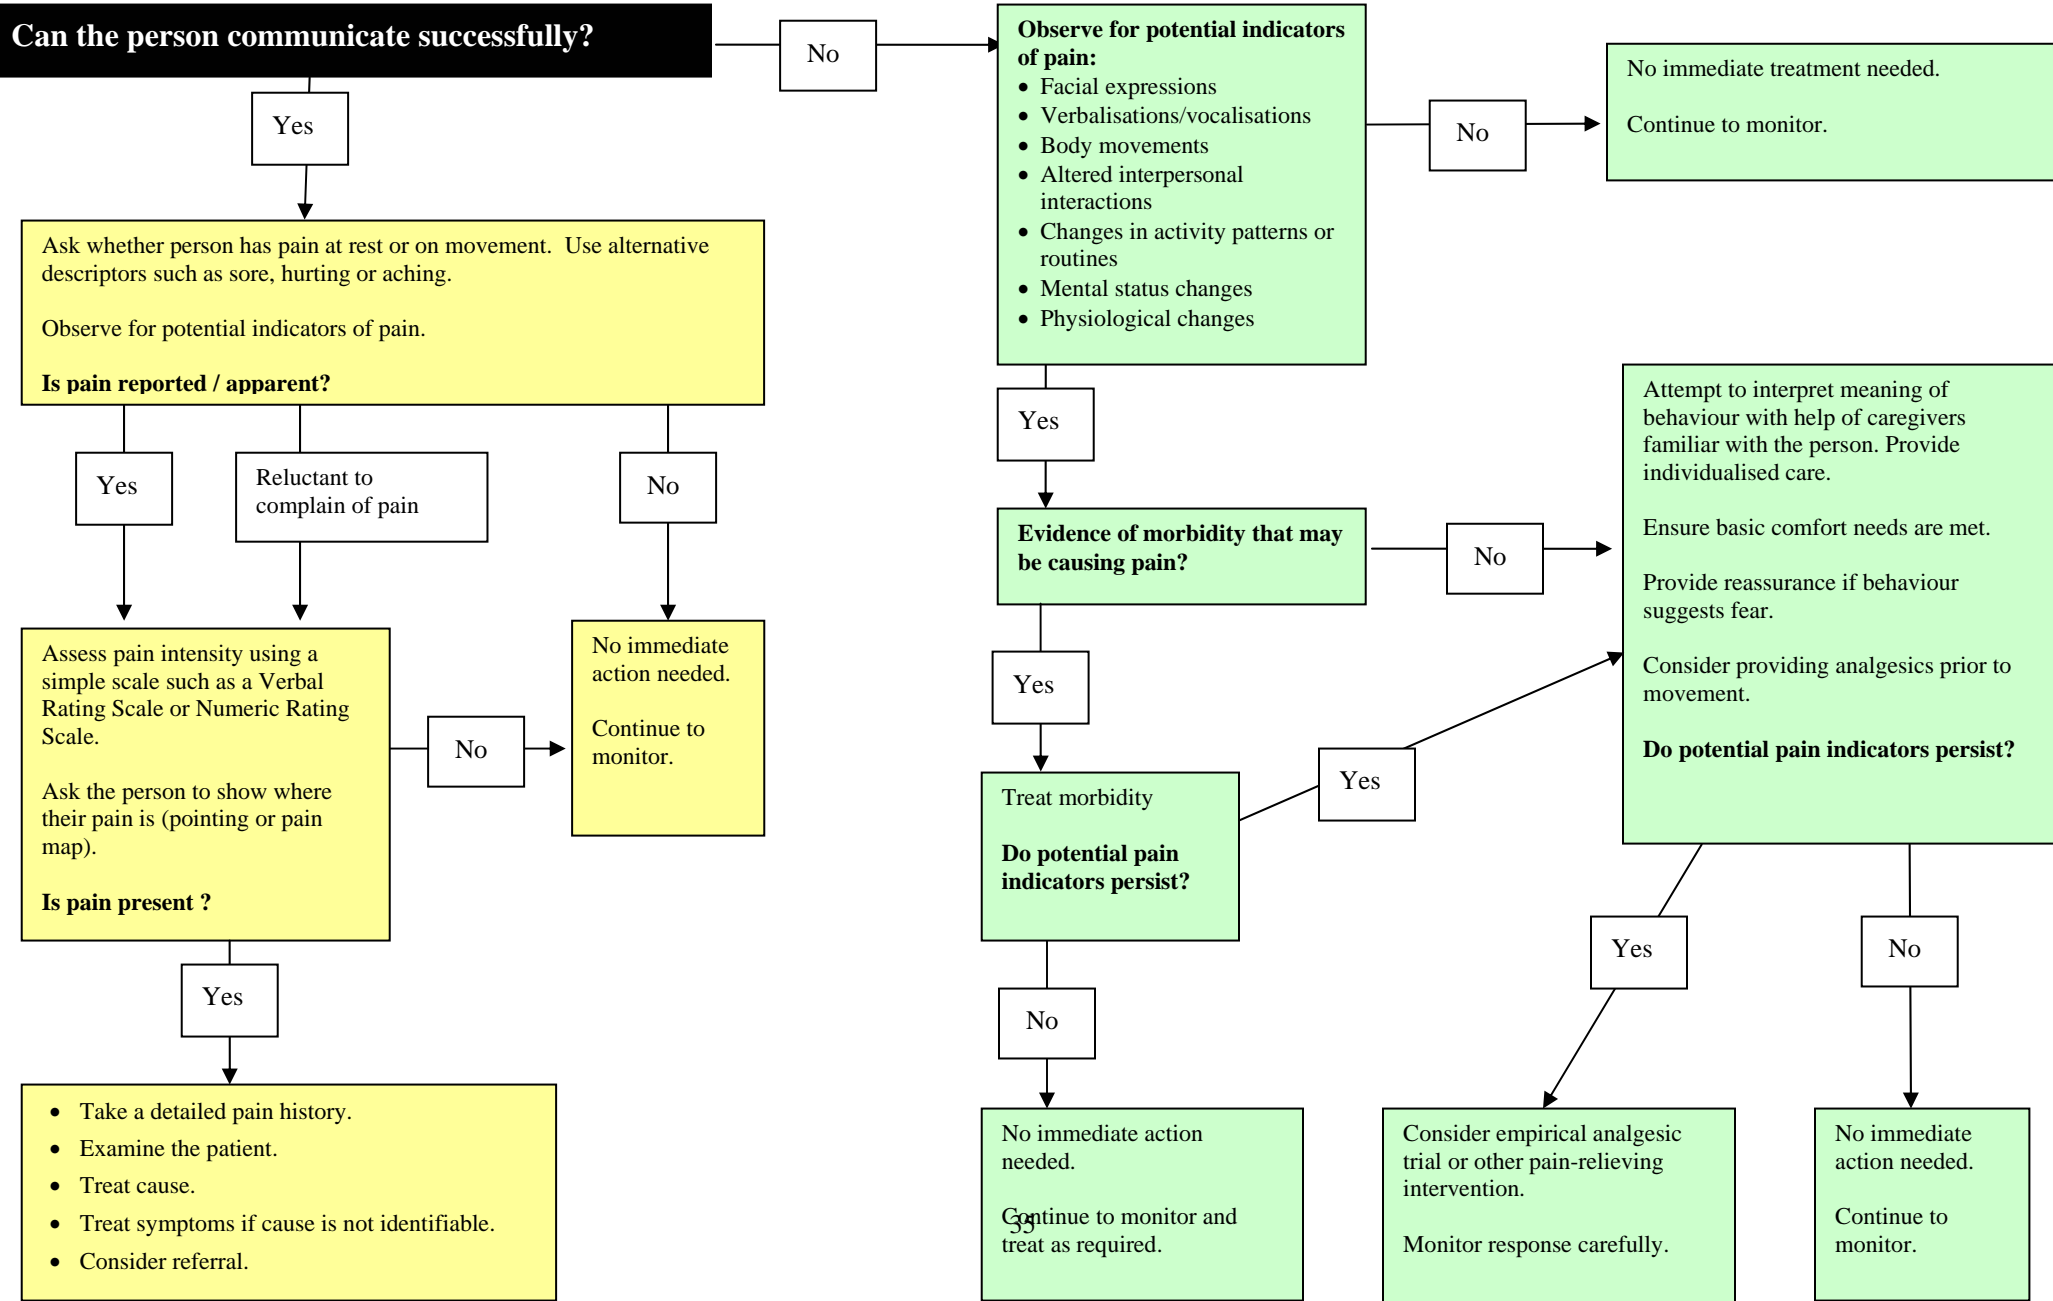 Can the person communicate successfully?
No
Yes
Ask whether person has pain at rest or on movement.  Use alternative
descriptors such as sore, hurting or aching.
Observe for potential indicators of pain.
Is pain reported / apparent?
Yes
Reluctant to
complain of pain
No
Assess pain intensity using a
simple scale such as a Verbal
Rating Scale or Numeric Rating
Scale.
Ask the person to show where
their pain is (pointing or pain
map).
Is pain present ?
No
No immediate
action needed.
Continue to
monitor.
Yes
• Take a detailed pain history.
• Examine the patient.
• Treat cause.
• Treat symptoms if cause is not identifiable.
• Consider referral.
Observe for potential indicators
of pain:
• Facial expressions
• Verbalisations/vocalisations
• Body movements
• Altered interpersonal
interactions
• Changes in activity patterns or
routines
• Mental status changes
• Physiological changes
No
No immediate treatment needed.
Continue to monitor.
Yes
Evidence of morbidity that may
be causing pain?
No
Attempt to interpret meaning of
behaviour with help of caregivers
familiar with the person. Provide
individualised care.
Ensure basic comfort needs are met.
Provide reassurance if behaviour
suggests fear.
Consider providing analgesics prior to
movement.
Do potential pain indicators persist?
Yes
Treat morbidity
Do potential pain
indicators persist?
Yes
No
No immediate action
needed.
Continue to monitor and
treat as required.
35
Yes
Consider empirical analgesic
trial or other pain-relieving
intervention.
Monitor response carefully.
No
No immediate
action needed.
Continue to
monitor.